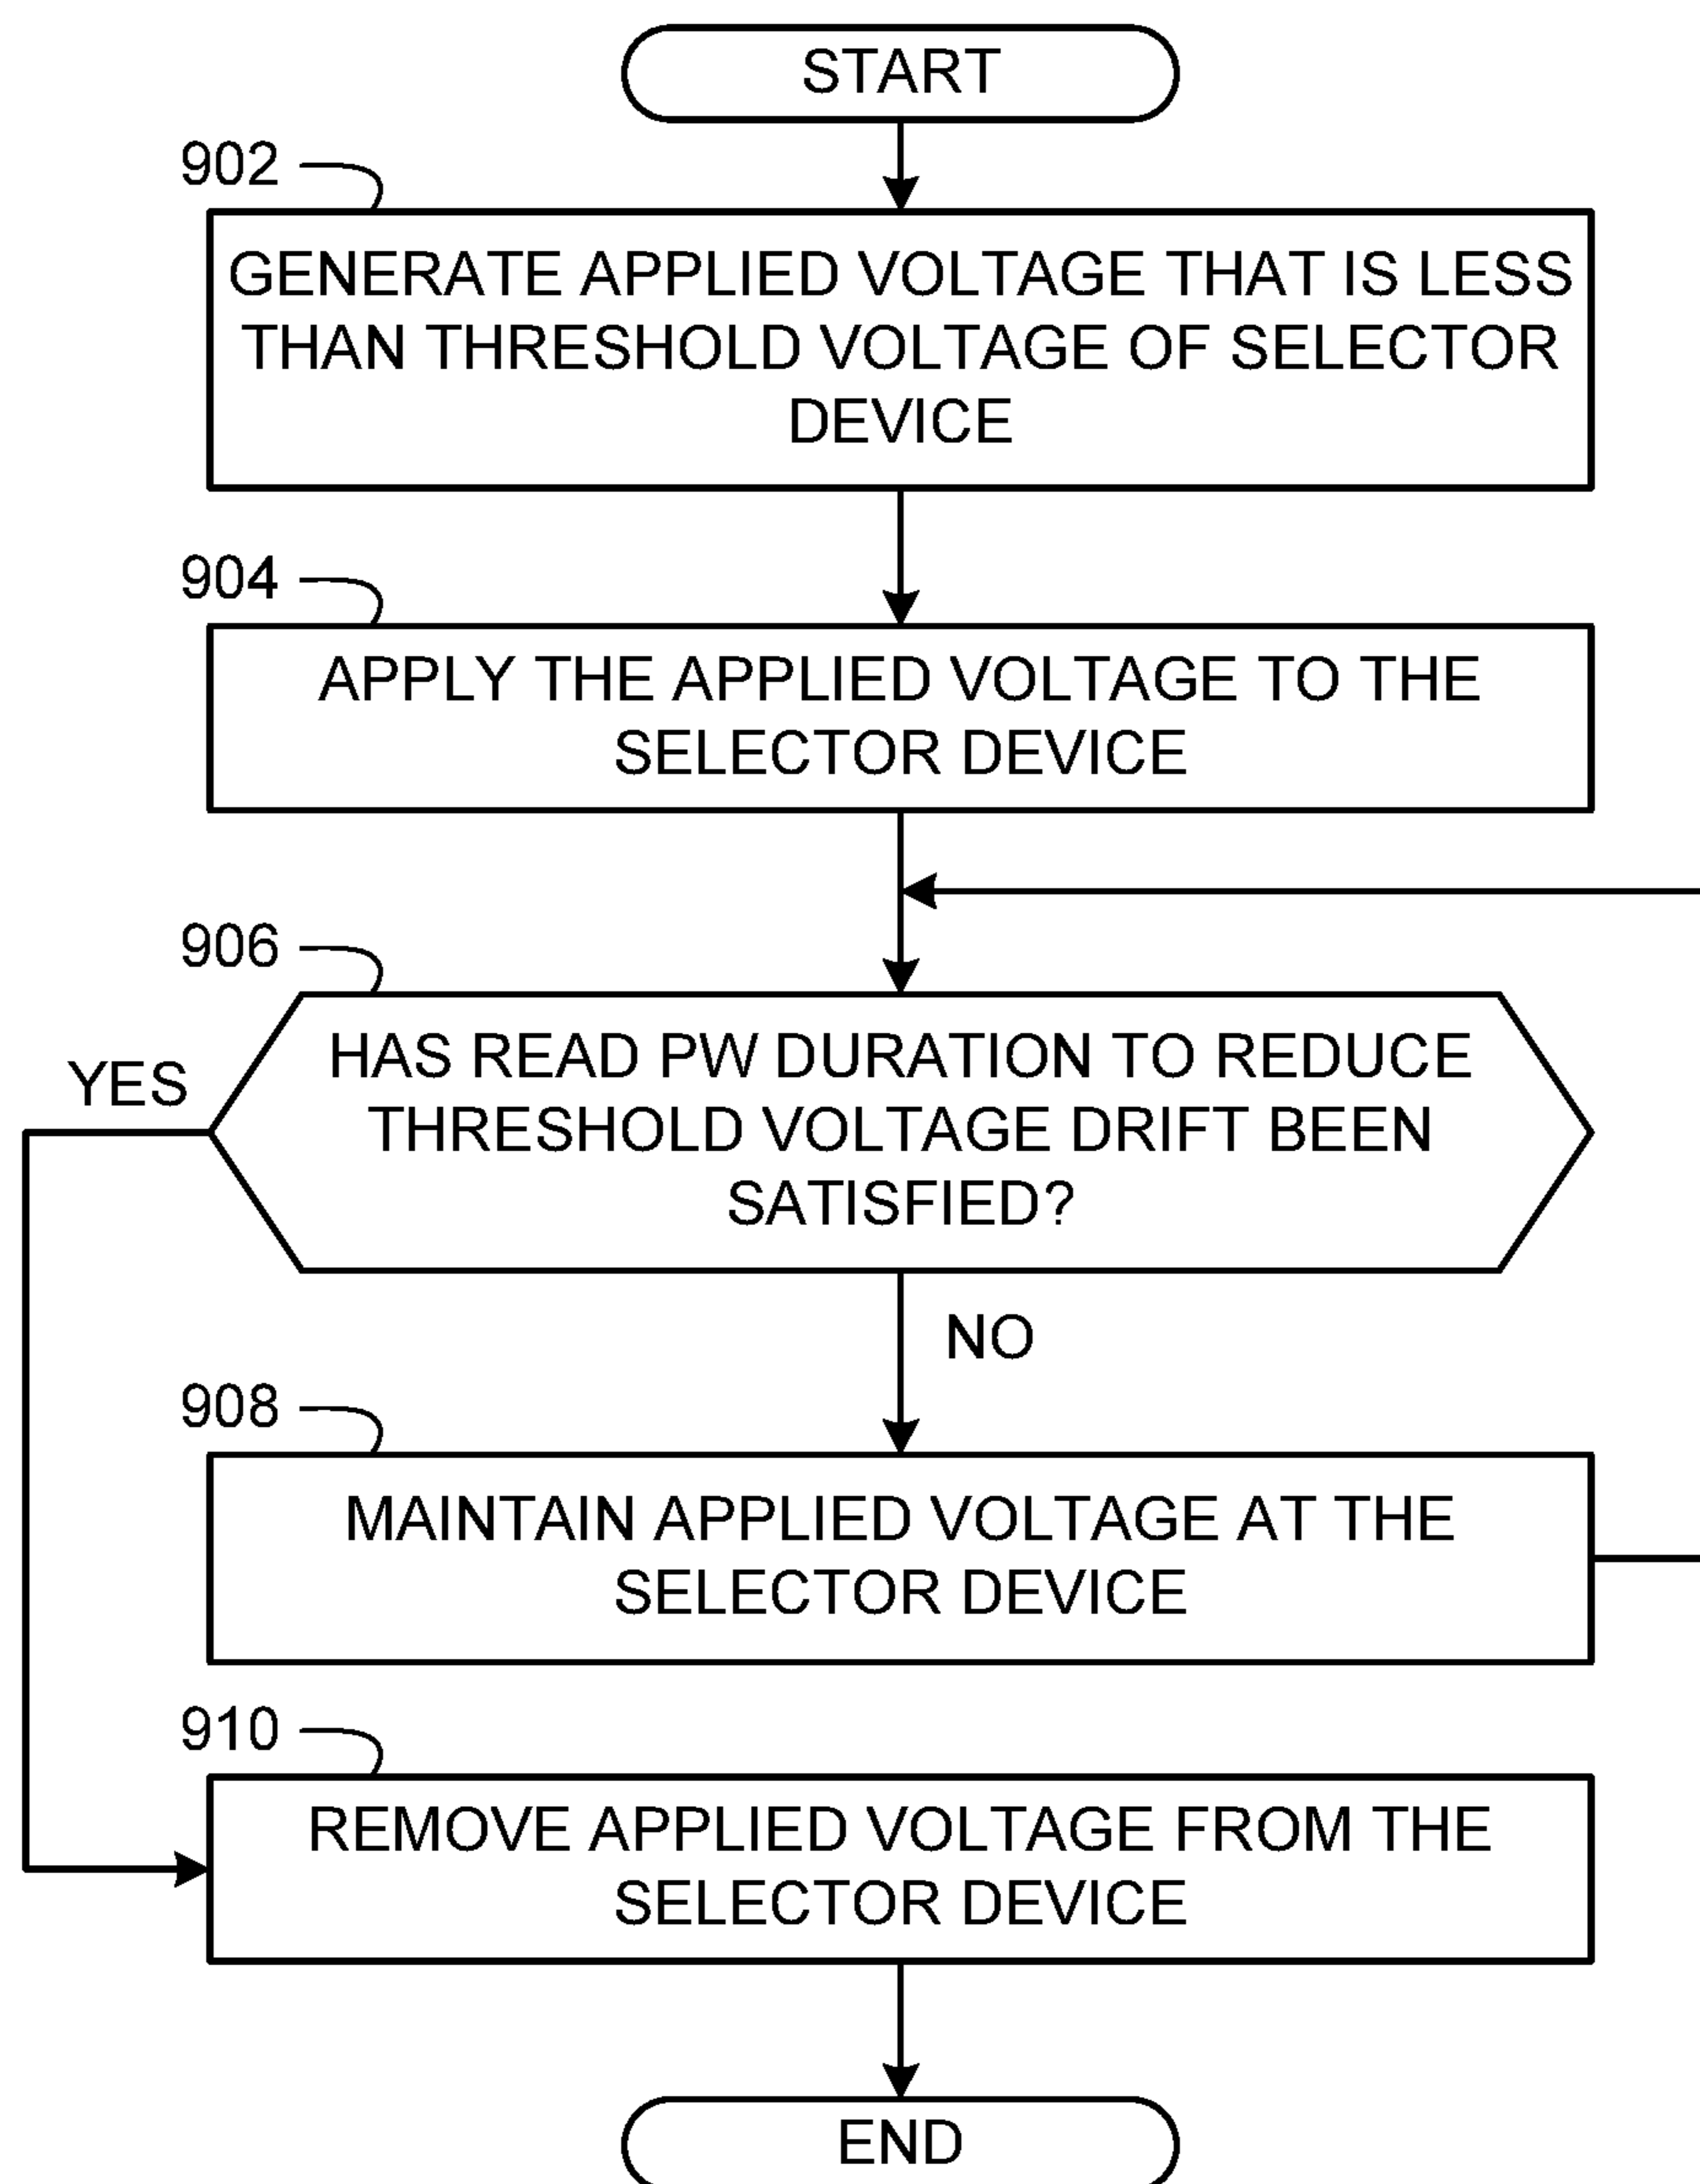 START
902
GENERATE APPLIED VOLTAGE THAT IS LESS
THAN THRESHOLD VOLTAGE OF SELECTOR
DEVICE
904
APPLY THE APPLIED VOLTAGE TO THE
SELECTOR DEVICE
906
HAS READ PW DURATION TO REDUCE
THRESHOLD VOLTAGE DRIFT BEEN
SATISFIED?
YES
NO
908
MAINTAIN APPLIED VOLTAGE AT THE
SELECTOR DEVICE
910
REMOVE APPLIED VOLTAGE FROM THE
SELECTOR DEVICE
END